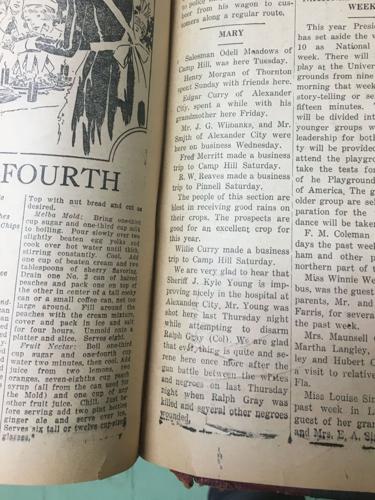 FOURTH
Top with nut bread and cut as
desired.
Melba Mold: Bring one-third
cup sugar and one-third cup milk
to boiling. Pour slowly over two
slightly beaten egg yolks and
cook over hot water until thin,
stirring constantly. Cool. Add
one cup of beaten cream and two
tablespoons of sherry flavoring.
Drain one No. 2 can of halved
peaches and pack one on top of
the other in center of a tall candy
can or a small coffee can, not too
large around. Fill around the
peaches with the cream mixture,
cover and pack in ice and salt
for four hours. Unmold onto a
platter and slice. Serves eight.
Fruit Nectar: Boil one-half
cup sugar and one-fourth cup
water two minutes, then cool. Add
juice from two lemons, two
oranges, seven-eighths cup peach
syrup (all from the can used for
the Mold) and one cup of any
other fruit juice. Chill. Just be-
fore serving add two pint bottles
ginger ale and serve over ice.
Serves six tall or twelve cup-size
glasses.
beer from his wagon to cus-
tomers along a regular route.
MARY
Salesman Odell Meadows of
Camp Hill, was here Tuesday.
Henry Morgan of Thornton
spent Sunday with friends here.
Edgar Curry of Alexander
City, spent a while with his
grandmother here Friday.
Mr. J. G. Wijnanks, and Mr.
Smith of Alexander City were
here on business Wednesday.
Fred Merritt made a business
trip to Camp Hill Saturday.
R. W. Reaves made a business
trip to Pinnell Saturday.
The people of this section are
blest in receiving good rains on
their crops. The prospects are
good for an excellent crop for
this year.
Willie Curry made a business
trip to Camp Hill Saturday.
We are very glad to hear that
Sheriff J. Kyle Young is im-
proving nicely in the hospital at
Alexander City. Mr. Young was
shot here last Thursday night
while attempting to disarm
Ralph Gray (Col). We are glad
that everything is quite and se-
rene here once more after the
gun battle between the whites
and negroes on last Thursday
night when Ralph Gray was
killed and several other negroes
wounded.
WEEK
This year Presi
has set aside the w
10 as National
week. There will
play at the Univer
grounds from nine
morning that week
story-telling or se
fifteen minutes.
will be divided int
younger groups w
leadership for both
ty will be provided
attend the playgro
take the tests for
of he Playground
of America, The g
older group are sel
paration for the
dance will be taken
F. M. Coleman
days the past week
ham and other p
northern part of t
Miss Winnie We
bus, was the guest
parents, Mr. and
Farris, for several
the past week.
Mrs. Maunsell
Martha Langley,
ley and Hubert C
a visit to relative
Fla.
Miss Louise Sin
past week in L
guest of her gran
and Mrs. E. A. S